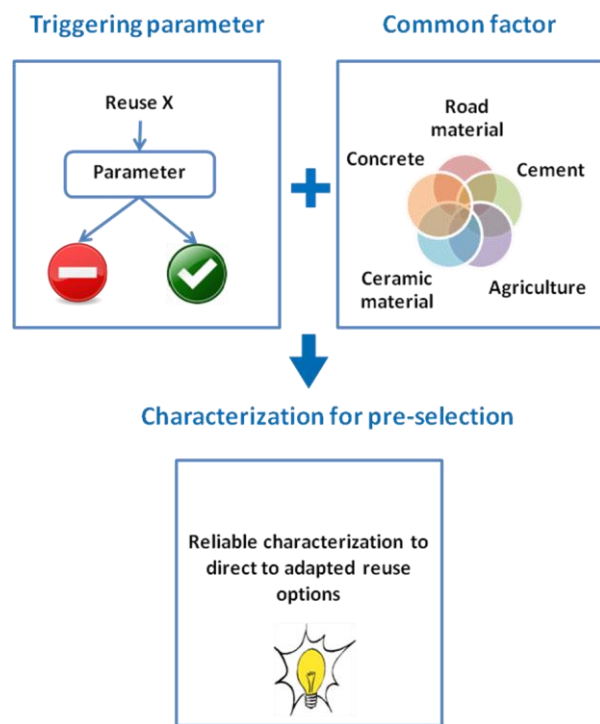 Triggering parameter
Common factor
Reuse X
Parameter
Road
material
Concrete
Cement
Ceramic
material
Agriculture
Characterization for pre-selection
Reliable characterization to
direct to adapted reuse
options